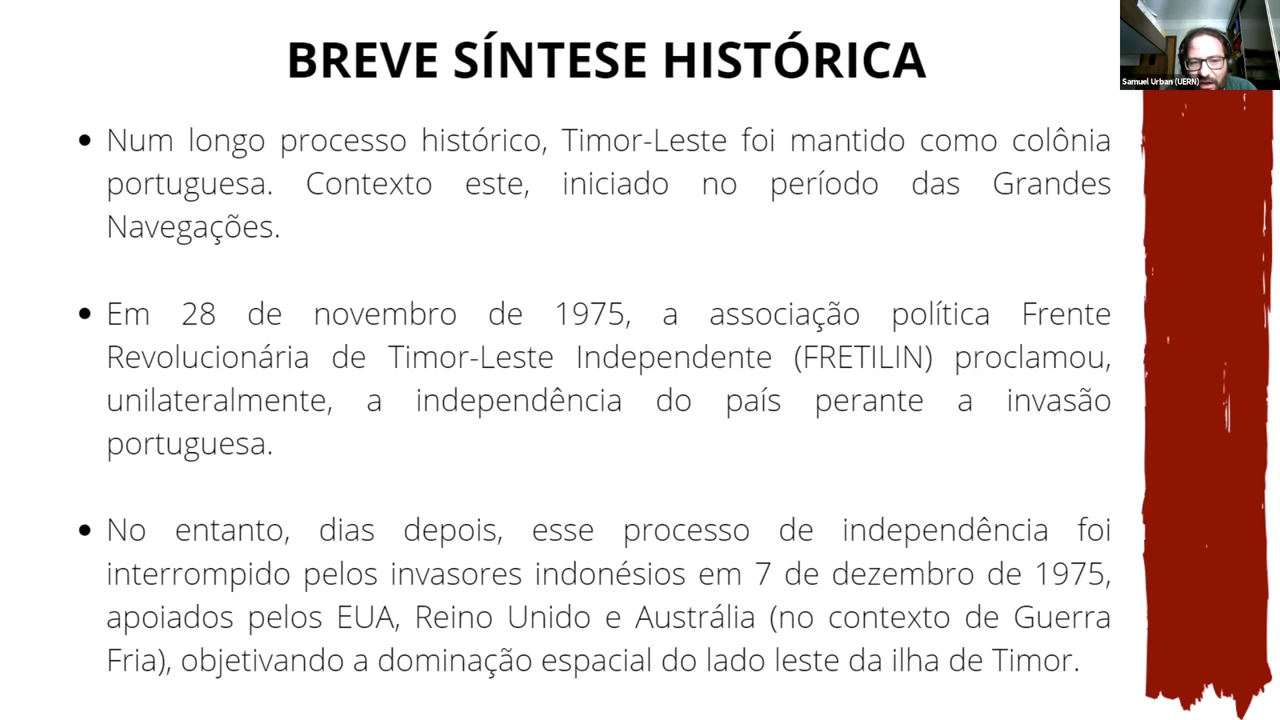 BREVE SÍNTESE HISTÓRICA
Samuel Urban (UERN)
• Num longo processo histórico, Timor-Leste foi mantido como colônia
portuguesa. Contexto este, iniciado no período das Grandes
Navegações.
• Em 28 de novembro de 1975, a associação política Frente
Revolucionária de Timor-Leste Independente (FRETILIN) proclamou,
unilateralmente, a independência do país perante a invasão
portuguesa.
• No entanto, dias depois, esse processo de independência foi
interrompido pelos invasores indonésios em 7 de dezembro de 1975,
apoiados pelos EUA, Reino Unido e Austrália (no contexto de Guerra
Fria), objetivando a dominação espacial do lado leste da ilha de Timor.